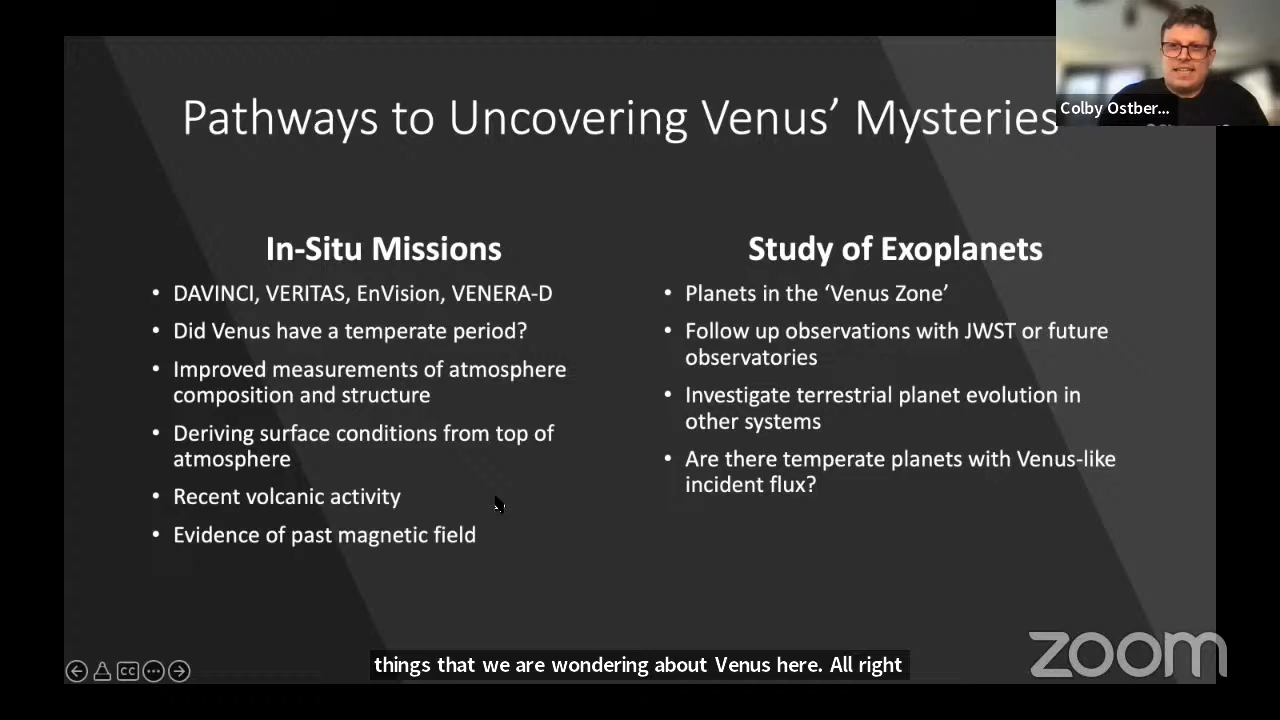 Pathways to Uncovering Venus' Mysteries
Colby Ostber...
In-Situ Missions
• DAVINCI, VERITAS, EnVision, VENERA-D
• Did Venus have a temperate period?
• Improved measurements of atmosphere
composition and structure
• Deriving surface conditions from top of
atmosphere
• Recent volcanic activity
• Evidence of past magnetic field
Study of Exoplanets
• Planets in the ‘Venus Zone’
• Follow up observations with JWST or future
observatories
• Investigate terrestrial planet evolution in
other systems
• Are there temperate planets with Venus-like
incident flux?
CC
things that we are wondering about Venus here. All right
zoom